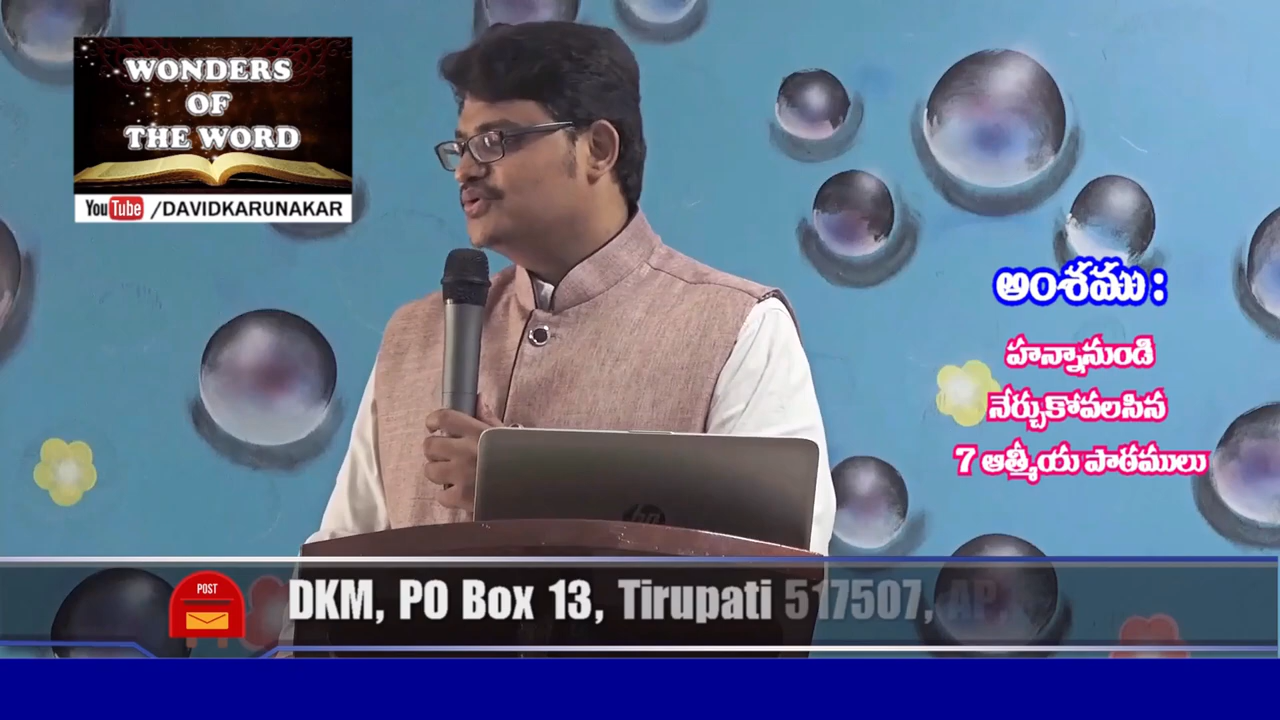 WONDERS
OF
THE WORD
YouTube /DAVIDKARUNAKAR
అంశము :
హన్నానుండి
నేర్చుకోవలసిన
7 ఆత్మీయ పాఠములు
hp
POST
DKM, PO Box 13, Tirupati 517507, AP,